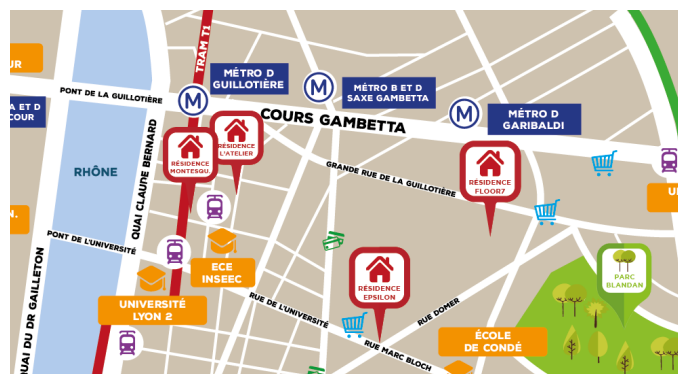 TRAM T1
UR
MÉTRO D
GUILLOTIÈRE
MÉTRO B ET D
SAXE GAMBETTA
PONT DE LA GUILLOTIÈRE
M
M
A ET D
COUR
COURS GAMBETTA
M
MÉTRO D
GARIBALDI
RÉSIDENCE
L'ATELIER
RÉSIDENCE
MONTESQU.
RHÔNE
QUAI CLAUDE BERNARD
GRANDE RUE DE LA GUILLOTIÈRE
RÉSIDENCE
FLOOR7
N.
PONT DE L'UNIVERSITÉ
ECE
INSEEC
RÉSIDENCE
EPSILON
PARC
BLANDAN
UNIVERSITÉ
LYON 2
RUE DE L'UNIVERSITÉ
RUE DOMER
QUAI DU DR GAILLETON
RUE MARC BLOCH
ÉCOLE
DE CONDÉ